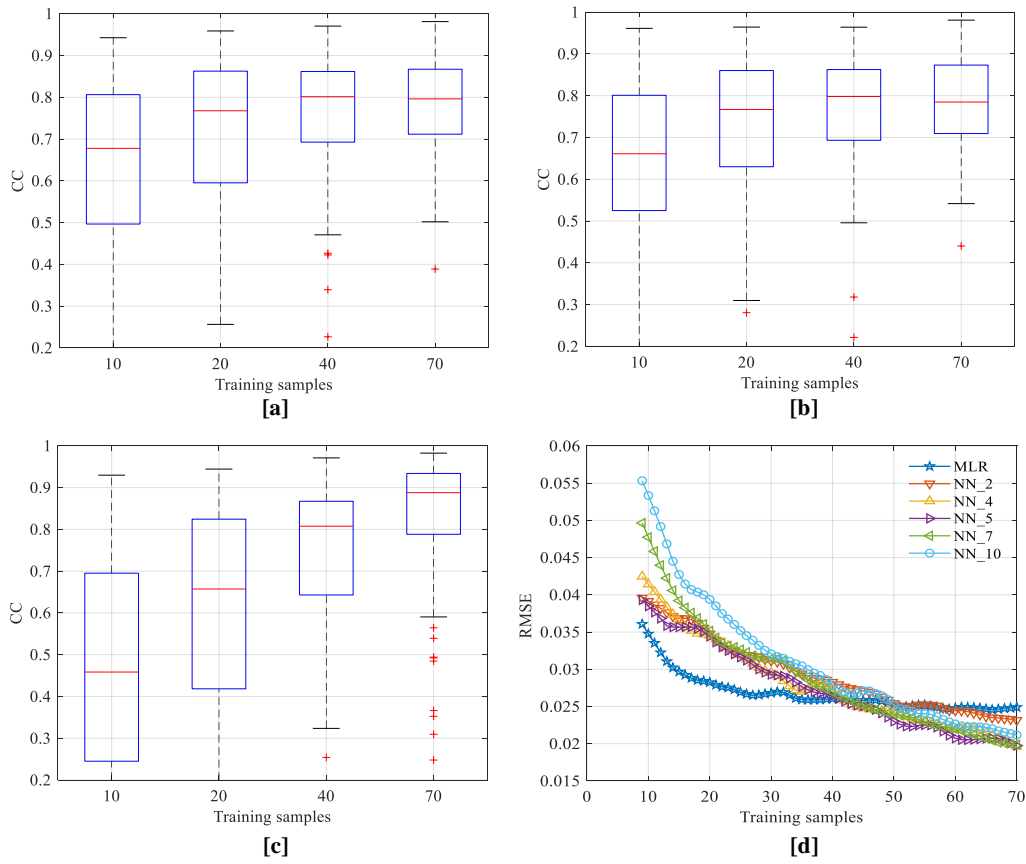 1
0.9
0.8
0.7
0.6
0.5
0.4
0.3
0.2
CC
10 20 40 70
Training samples
[a]
1
0.9
0.8
0.7
0.6
0.5
0.4
0.3
0.2
CC
10 20 40 70
Training samples
[b]
1
0.9
0.8
0.7
0.6
0.5
0.4
0.3
0.2
CC
10 20 40 70
Training samples
[c]
0.06
0.055
0.05
0.045
0.04
0.035
0.03
0.025
0.02
0.015
RMSE
MLR
NN_2
NN_4
NN_5
NN_7
NN_10
0 10 20 30 40 50 60 70
Training samples
[d]